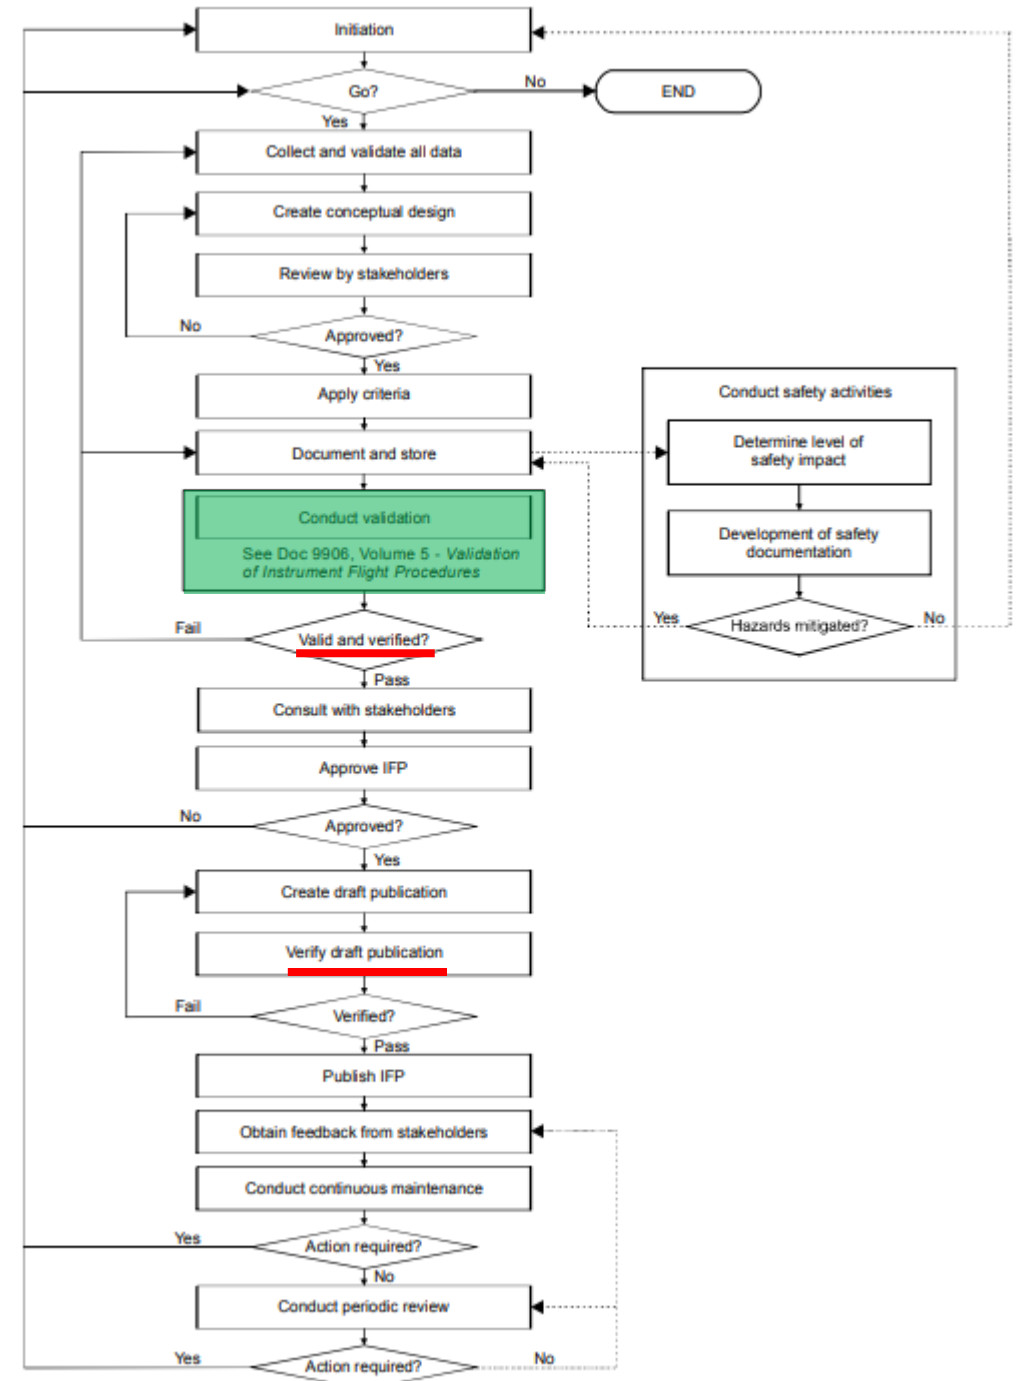 Initiation
Go?
No
END
Yes
Collect and validate all data
Create conceptual design
Review by stakeholders
No
Approved?
Yes
Apply criteria
Document and store
Conduct validation
See Doc 9906, Volume 5 - Validation
of Instrument Flight Procedures
Fail
Valid and verified?
Pass
Conduct safety activities
Determine level of
safety impact
Development of safety
documentation
Yes
Hazards mitigated?
No
Consult with stakeholders
Approve IFP
No
Approved?
Yes
Create draft publication
Verify draft publication
Fail
Verified?
Pass
Publish IFP
Obtain feedback from stakeholders
Conduct continuous maintenance
Yes
Action required?
No
Conduct periodic review
Yes
Action required?
No